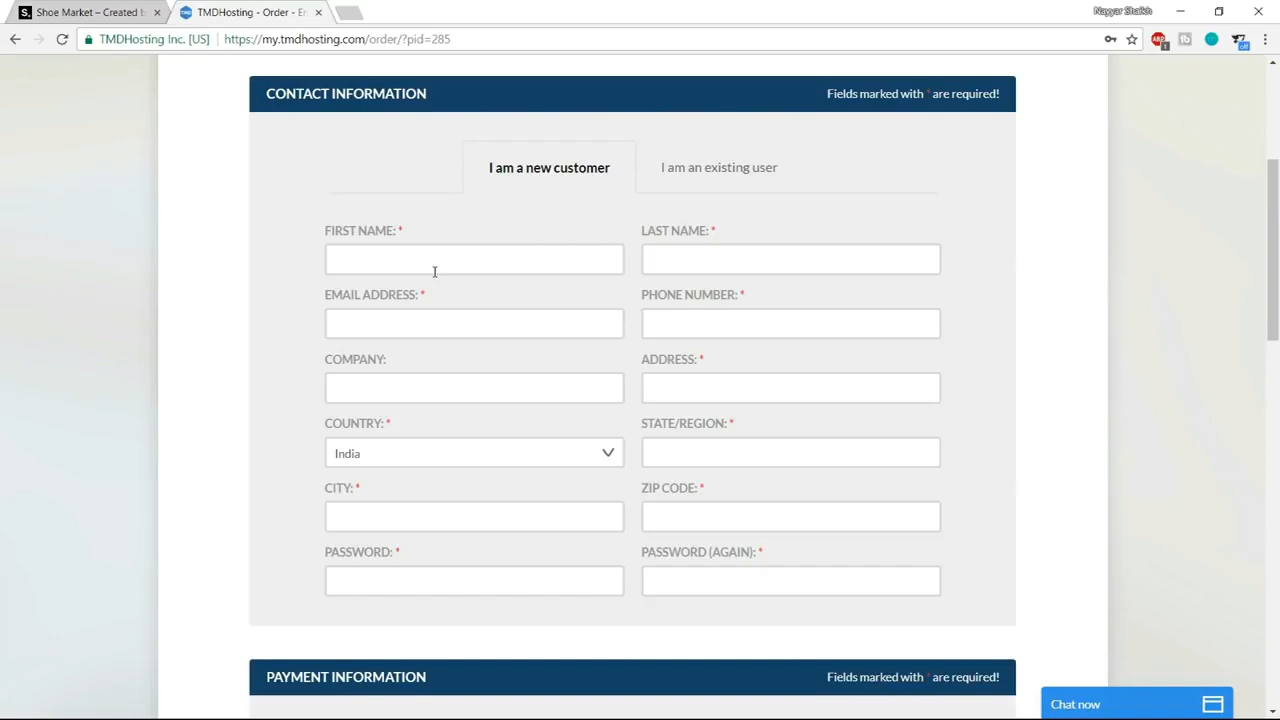 Shoe Market – Created b
TMDHosting - Order - En
Nayyar Shaikh
TMDHosting Inc. [US]
https://my.tmdhosting.com/order/?pid=285
CONTACT INFORMATION
Fields marked with * are required!
I am a new customer
I am an existing user
FIRST NAME: *
LAST NAME: *
EMAIL ADDRESS: *
PHONE NUMBER: *
COMPANY:
ADDRESS: *
COUNTRY: *
STATE/REGION: *
India
CITY: *
ZIP CODE: *
PASSWORD: *
PASSWORD (AGAIN): *
PAYMENT INFORMATION
Fields marked with * are required!
Chat now